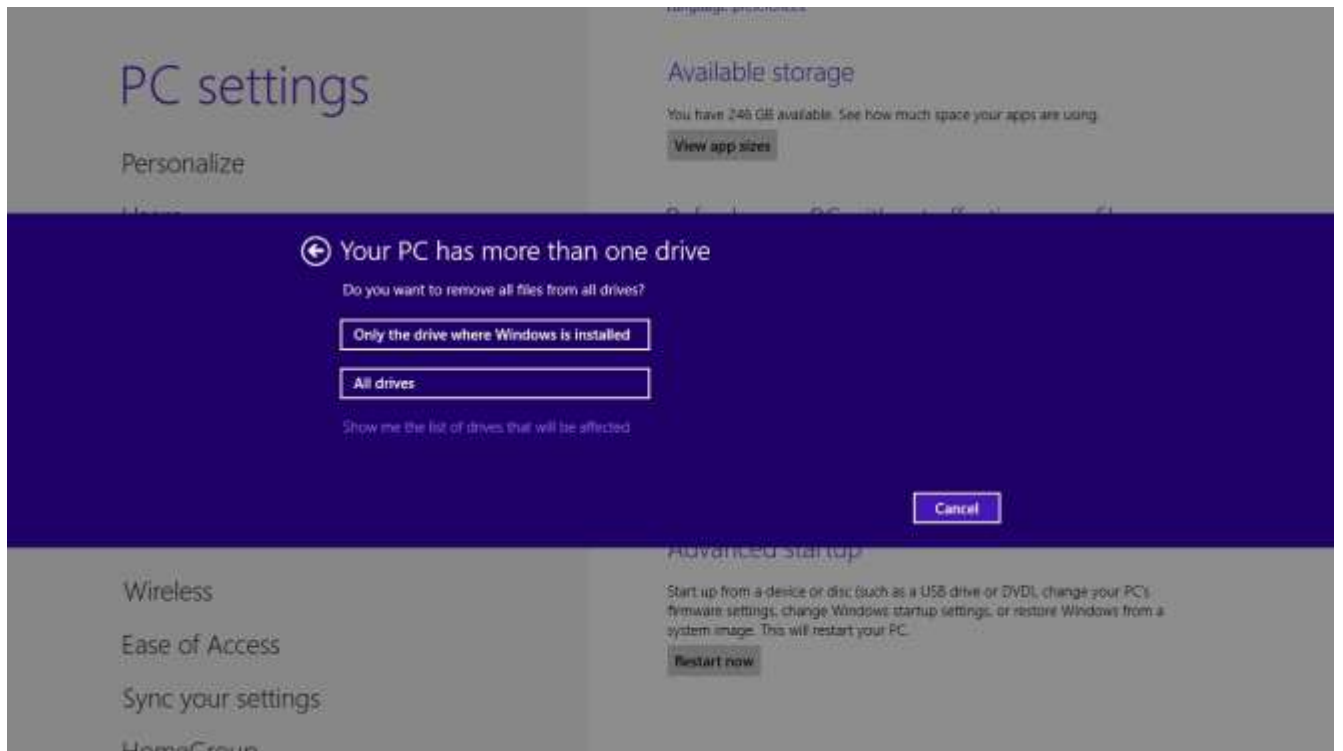 Language preferences
PC settings
Available storage
You have 246 GB available. See how much space your apps are using.
View app sizes
Personalize
Your PC has more than one drive
Do you want to remove all files from all drives?
Only the drive where Windows is installed
All drives
Show me the list of drives that will be affected
Cancel
Advanced startup
Wireless
Start up from a device or disc (such as a USB drive or DVD), change your PC's
firmware settings, change Windows startup settings, or restore Windows from a
system image. This will restart your PC.
Ease of Access
Restart now
Sync your settings
HomeGroup